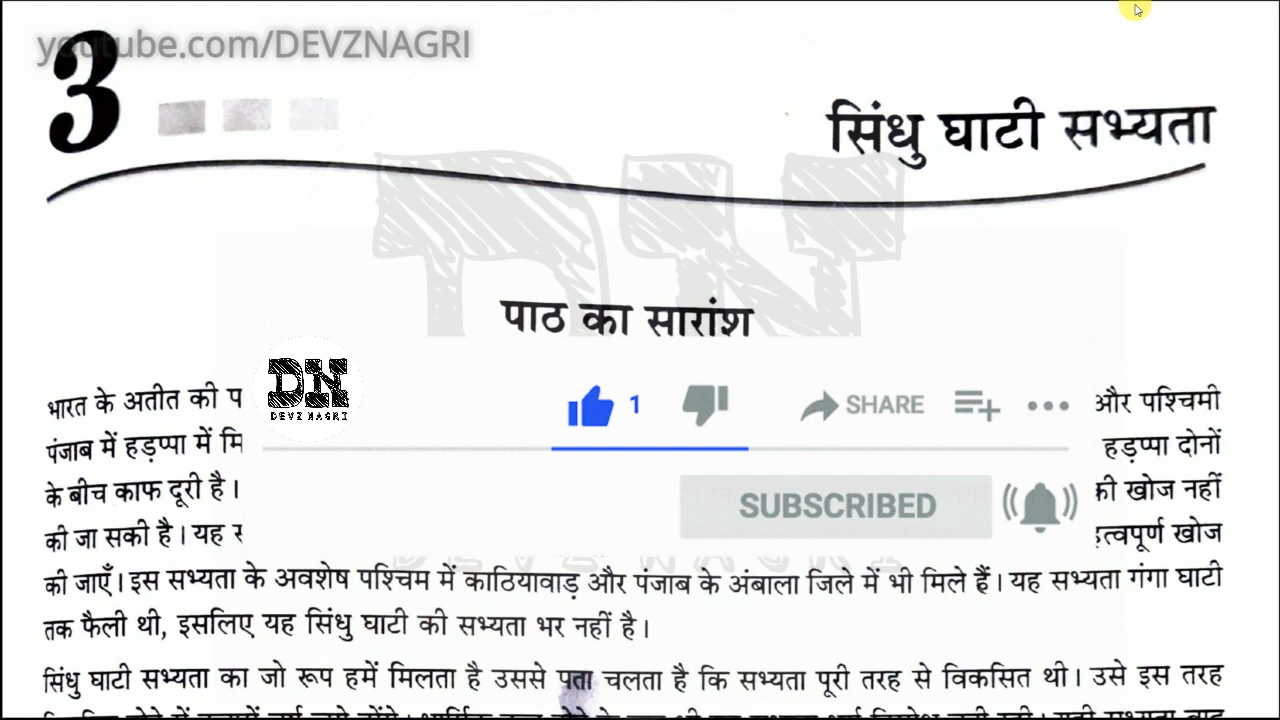 youtube.com/DEVZNAGRI
3
सिंधु घाटी सभ्यता
पाठ का सारांश
भारत के अतीत की और पश्चिमी
पंजाब में हड़प्पा में हड़प्पा दोनों
के बीच काफ दूरी है। खोज नहीं
की जा सकी है। यह खोज
की जाएँ। इस सभ्यता के अवशेष पश्चिम में काठियावाड़ और पंजाब के अंबाला जिले में भी मिले हैं। यह सभ्यता गंगा घाटी
तक फैली थी, इसलिए यह सिंधु घाटी की सभ्यता भर नहीं है।
सिंधु घाटी सभ्यता का जो रूप हमें मिलता है उससे पता चलता है कि सभ्यता पूरी तरह से विकसित थी। उसे इस तरह
DN
DEVZ NAGRI
1
SHARE
SUBSCRIBED
DEVZ NAGRI